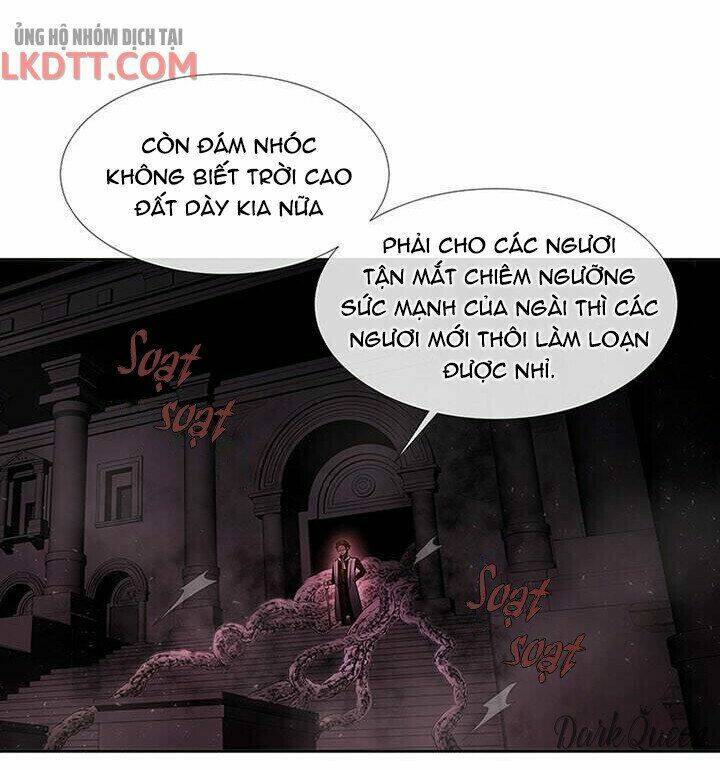 ỦNG HỘ NHÓM DỊCH TẠI
LKDTT.COM
CÒN ĐÁM NHÓC
KHÔNG BIẾT TRỜI CAO
ĐẤT DÀY KIA NỮA
PHẢI CHO CÁC NGƯƠI
TẬN MẮT CHIÊM NGƯỠNG
SỨC MẠNH CỦA NGÀI THÌ CÁC
NGƯƠI MỚI THÔI LÀM LOẠN
ĐƯỢC NHỈ.
Soạt
soạt
Soạt
soạt
DarkQueen